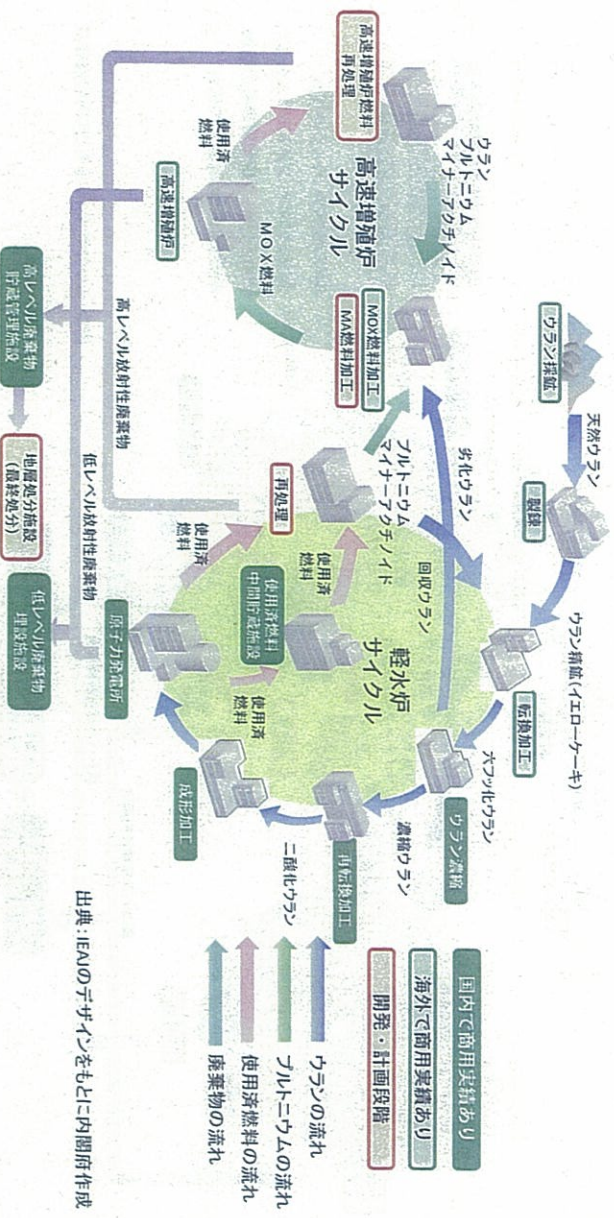 ウラン採鉱
天然ウラン
製錬
ウラン精鉱(イエローケーキ)
転換加工
六フッ化ウラン
ウラン濃縮
濃縮ウラン
再転換加工
二酸化ウラン
成形加工
原子力発電所
使用済
燃料
使用済燃料
中間貯蔵施設
使用済
燃料
使用済
燃料
再処理
軽水炉
サイクル
回収ウラン
劣化ウラン
プルトニウム
マイナーアクチノイド
MOX燃料加工
MA燃料加工
ウラン
プルトニウム
マイナーアクチノイド
高速増殖炉燃料
再処理
高速増殖炉
サイクル
使用済
燃料
MOX燃料
高速増殖炉
高レベル放射性廃棄物
低レベル放射性廃棄物
高レベル廃棄物
貯蔵管理施設
地層処分施設
(最終処分)
低レベル廃棄物
埋設施設
国内で商用実績あり
海外で商用実績あり
開発・計画段階
ウランの流れ
プルトニウムの流れ
使用済燃料の流れ
廃棄物の流れ
出典:IEAJのデザインをもとに内閣府作成